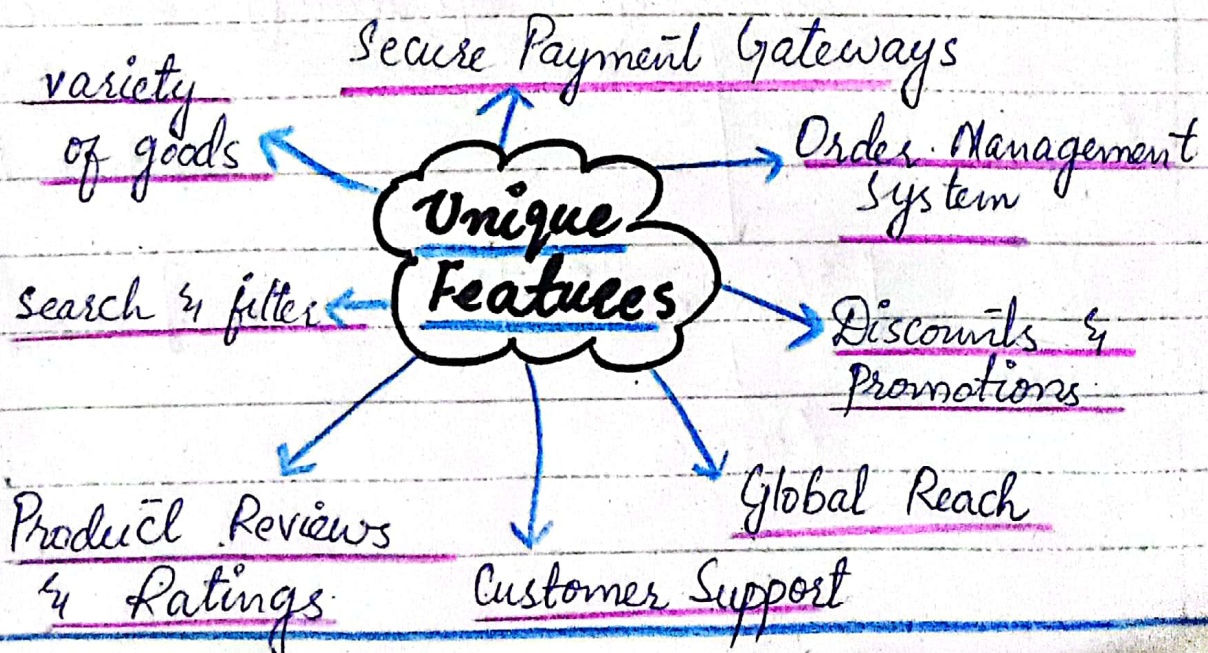 Secure Payment Gateways
variety
of goods
Order Management
System
Unique
Features
search & filter
Discounts &
Promotions
Product Reviews
& Ratings
Global Reach
Customer Support